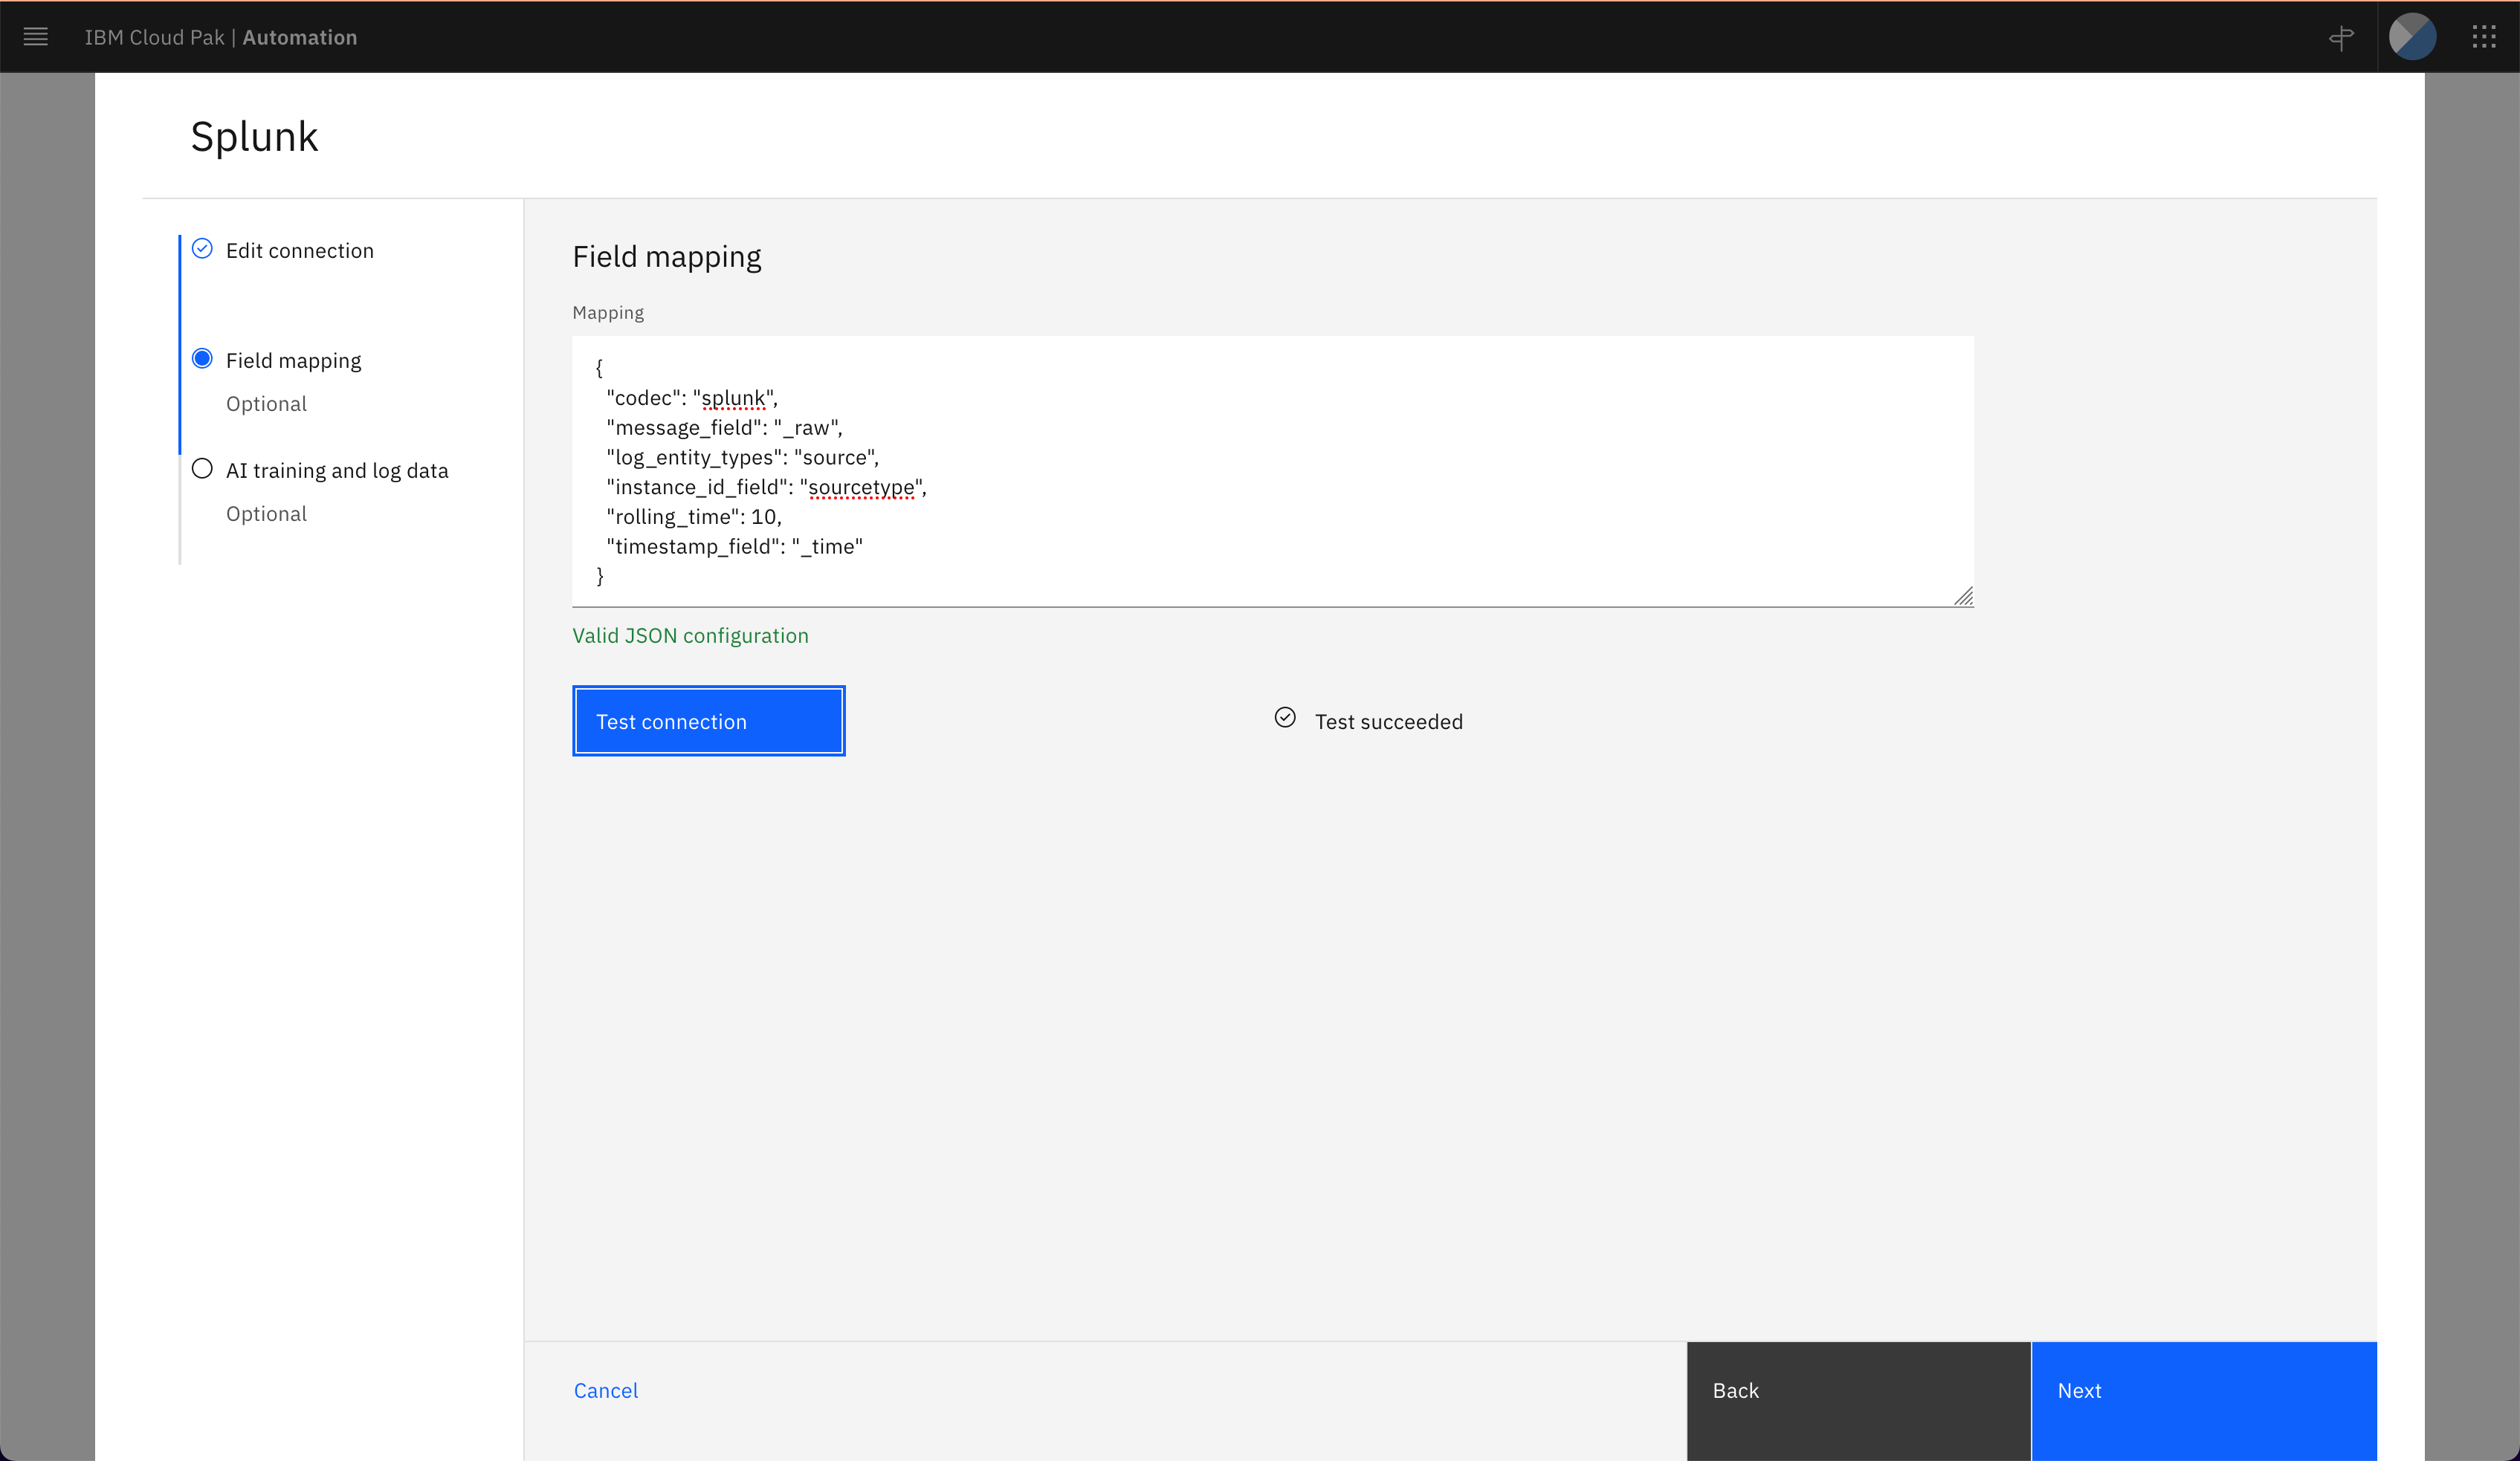 IBM Cloud Pak | Automation
Splunk
Edit connection
Field mapping
Optional
AI training and log data
Optional
Field mapping
Mapping
{
"codec": "splunk",
"message_field": "_raw",
"log_entity_types": "source",
"instance_id_field": "sourcetype",
"rolling_time": 10,
"timestamp_field": "_time"
}
Valid JSON configuration
Test connection
Test succeeded
Cancel
Back
Next